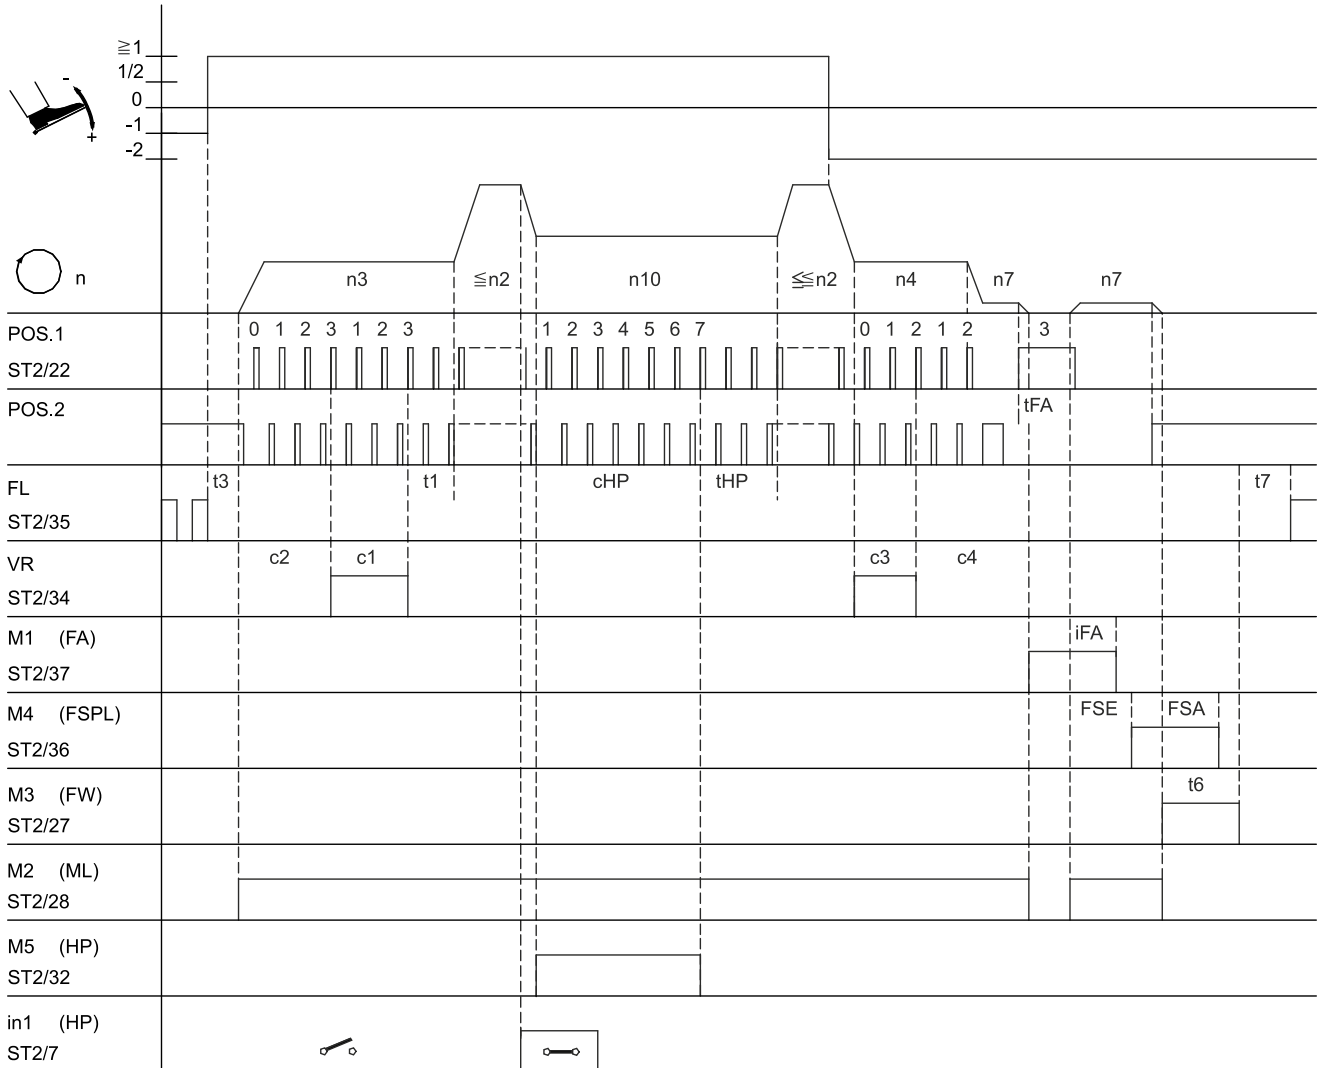 ≧1
1/2
0
-1
-2
-
+
n
n3
≦n2
n10
≦≦n2
n4
n7
n7
POS.1
0 1 2 3 1 2 3
1 2 3 4 5 6 7
0 1 2 1 2
3
ST2/22
POS.2
tFA
FL
t3
t1
cHP
tHP
t7
ST2/35
VR
c2
c1
c3
c4
ST2/34
M1 (FA)
iFA
ST2/37
M4 (FSPL)
FSE
FSA
ST2/36
M3 (FW)
t6
ST2/27
M2 (ML)
ST2/28
M5 (HP)
ST2/32
in1 (HP)
ST2/7